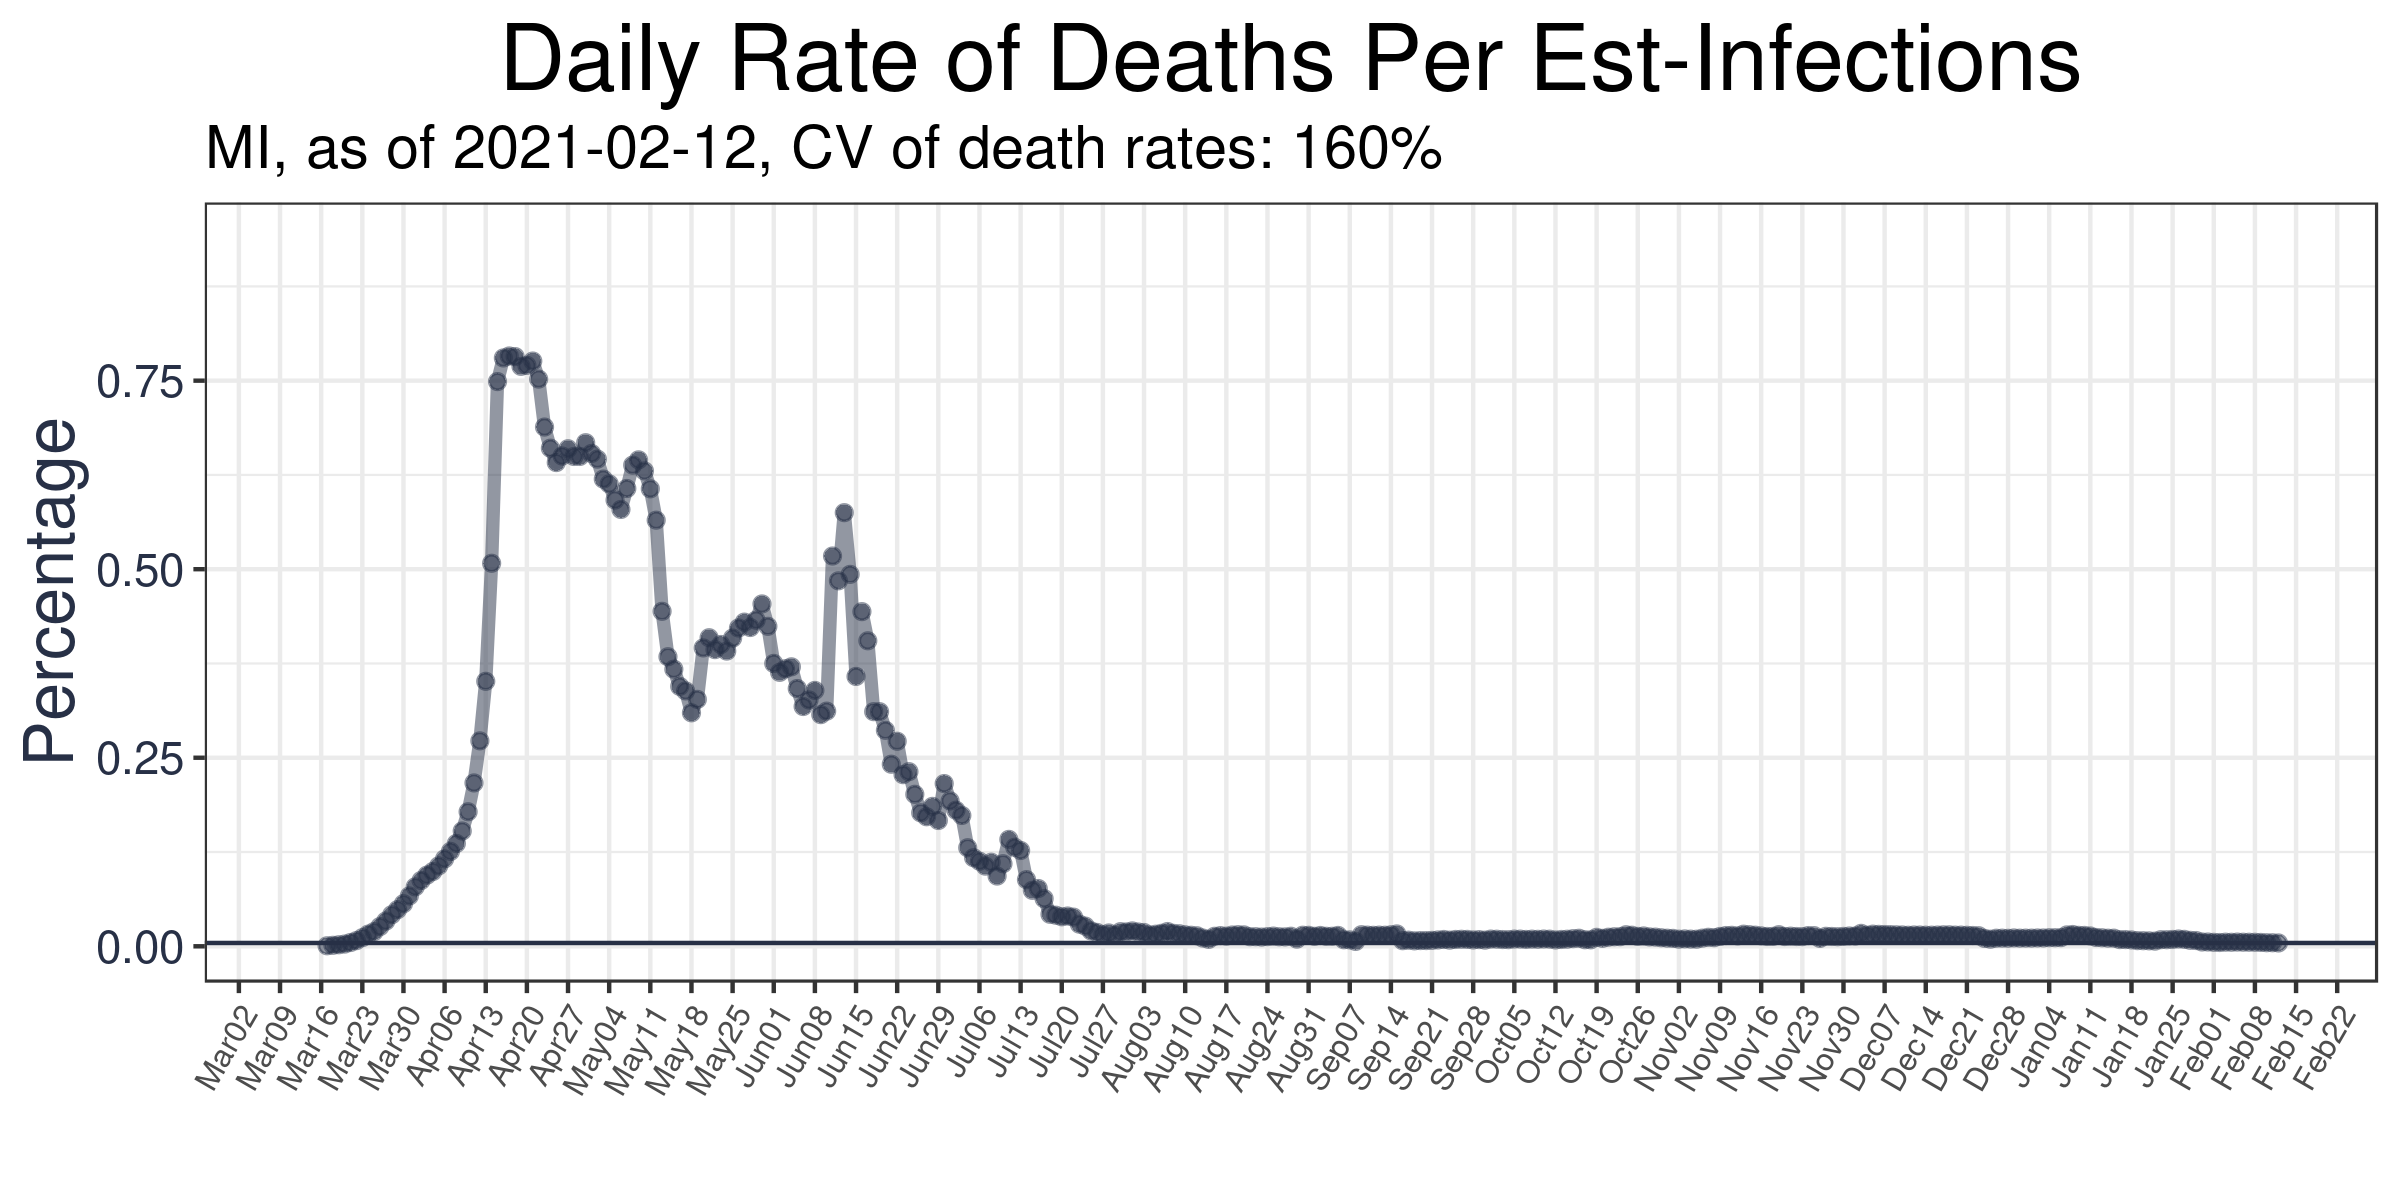 Daily Rate of Deaths Per Est-Infections
MI, as of 2021-02-12, CV of death rates: 160%
Percentage
0.75
0.50
0.25
0.00
Mar02
Mar09
Mar16
Mar23
Mar30
Apr06
Apr13
Apr20
Apr27
May04
May11
May18
May25
Jun01
Jun08
Jun15
Jun22
Jun29
Jul06
Jul13
Jul20
Jul27
Aug03
Aug10
Aug17
Aug24
Aug31
Sep07
Sep14
Sep21
Sep28
Oct05
Oct12
Oct19
Oct26
Nov02
Nov09
Nov16
Nov23
Nov30
Dec07
Dec14
Dec21
Dec28
Jan04
Jan11
Jan18
Jan25
Feb01
Feb08
Feb15
Feb22